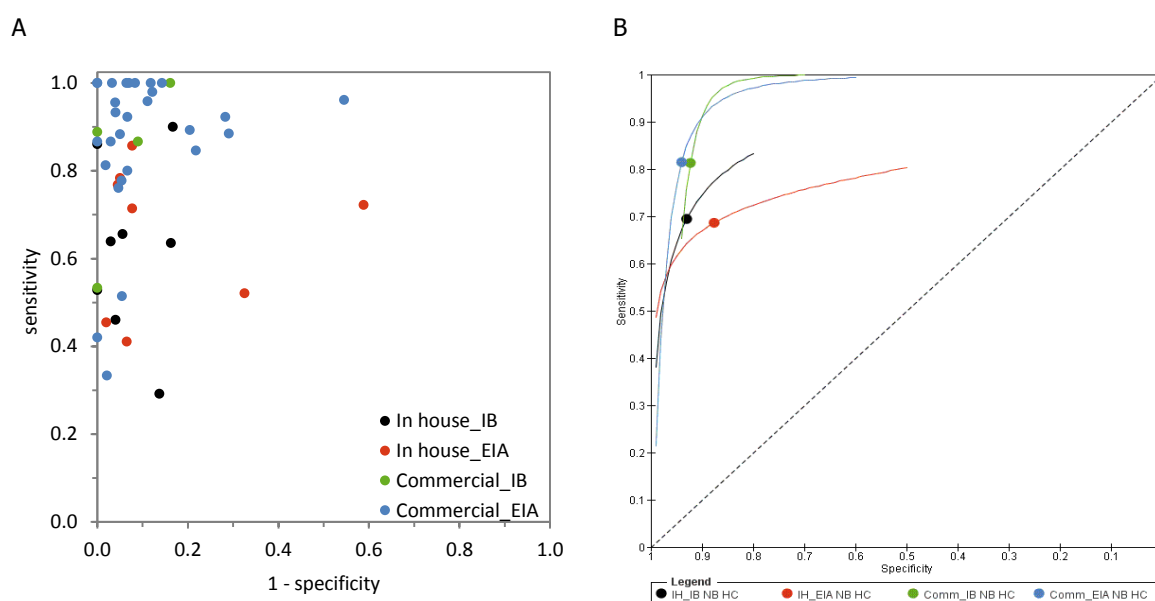 A
B
1.0
0.8
0.6
0.4
0.2
0.0
sensitivity
In house_IB
In house_EIA
Commercial_IB
Commercial_EIA
0.0 0.2 0.4 0.6 0.8 1.0
1 - specificity
1
0.9
0.8
0.7
0.6
0.5
0.4
0.3
0.2
0.1
0
Sensitivity
1 0.9 0.8 0.7 0.6 0.5 0.4 0.3 0.2 0.1 0
Specificity
Legend
IH_IB NB HC IH_EIA NB HC Comm_IB NB HC Comm_EIA NB HC